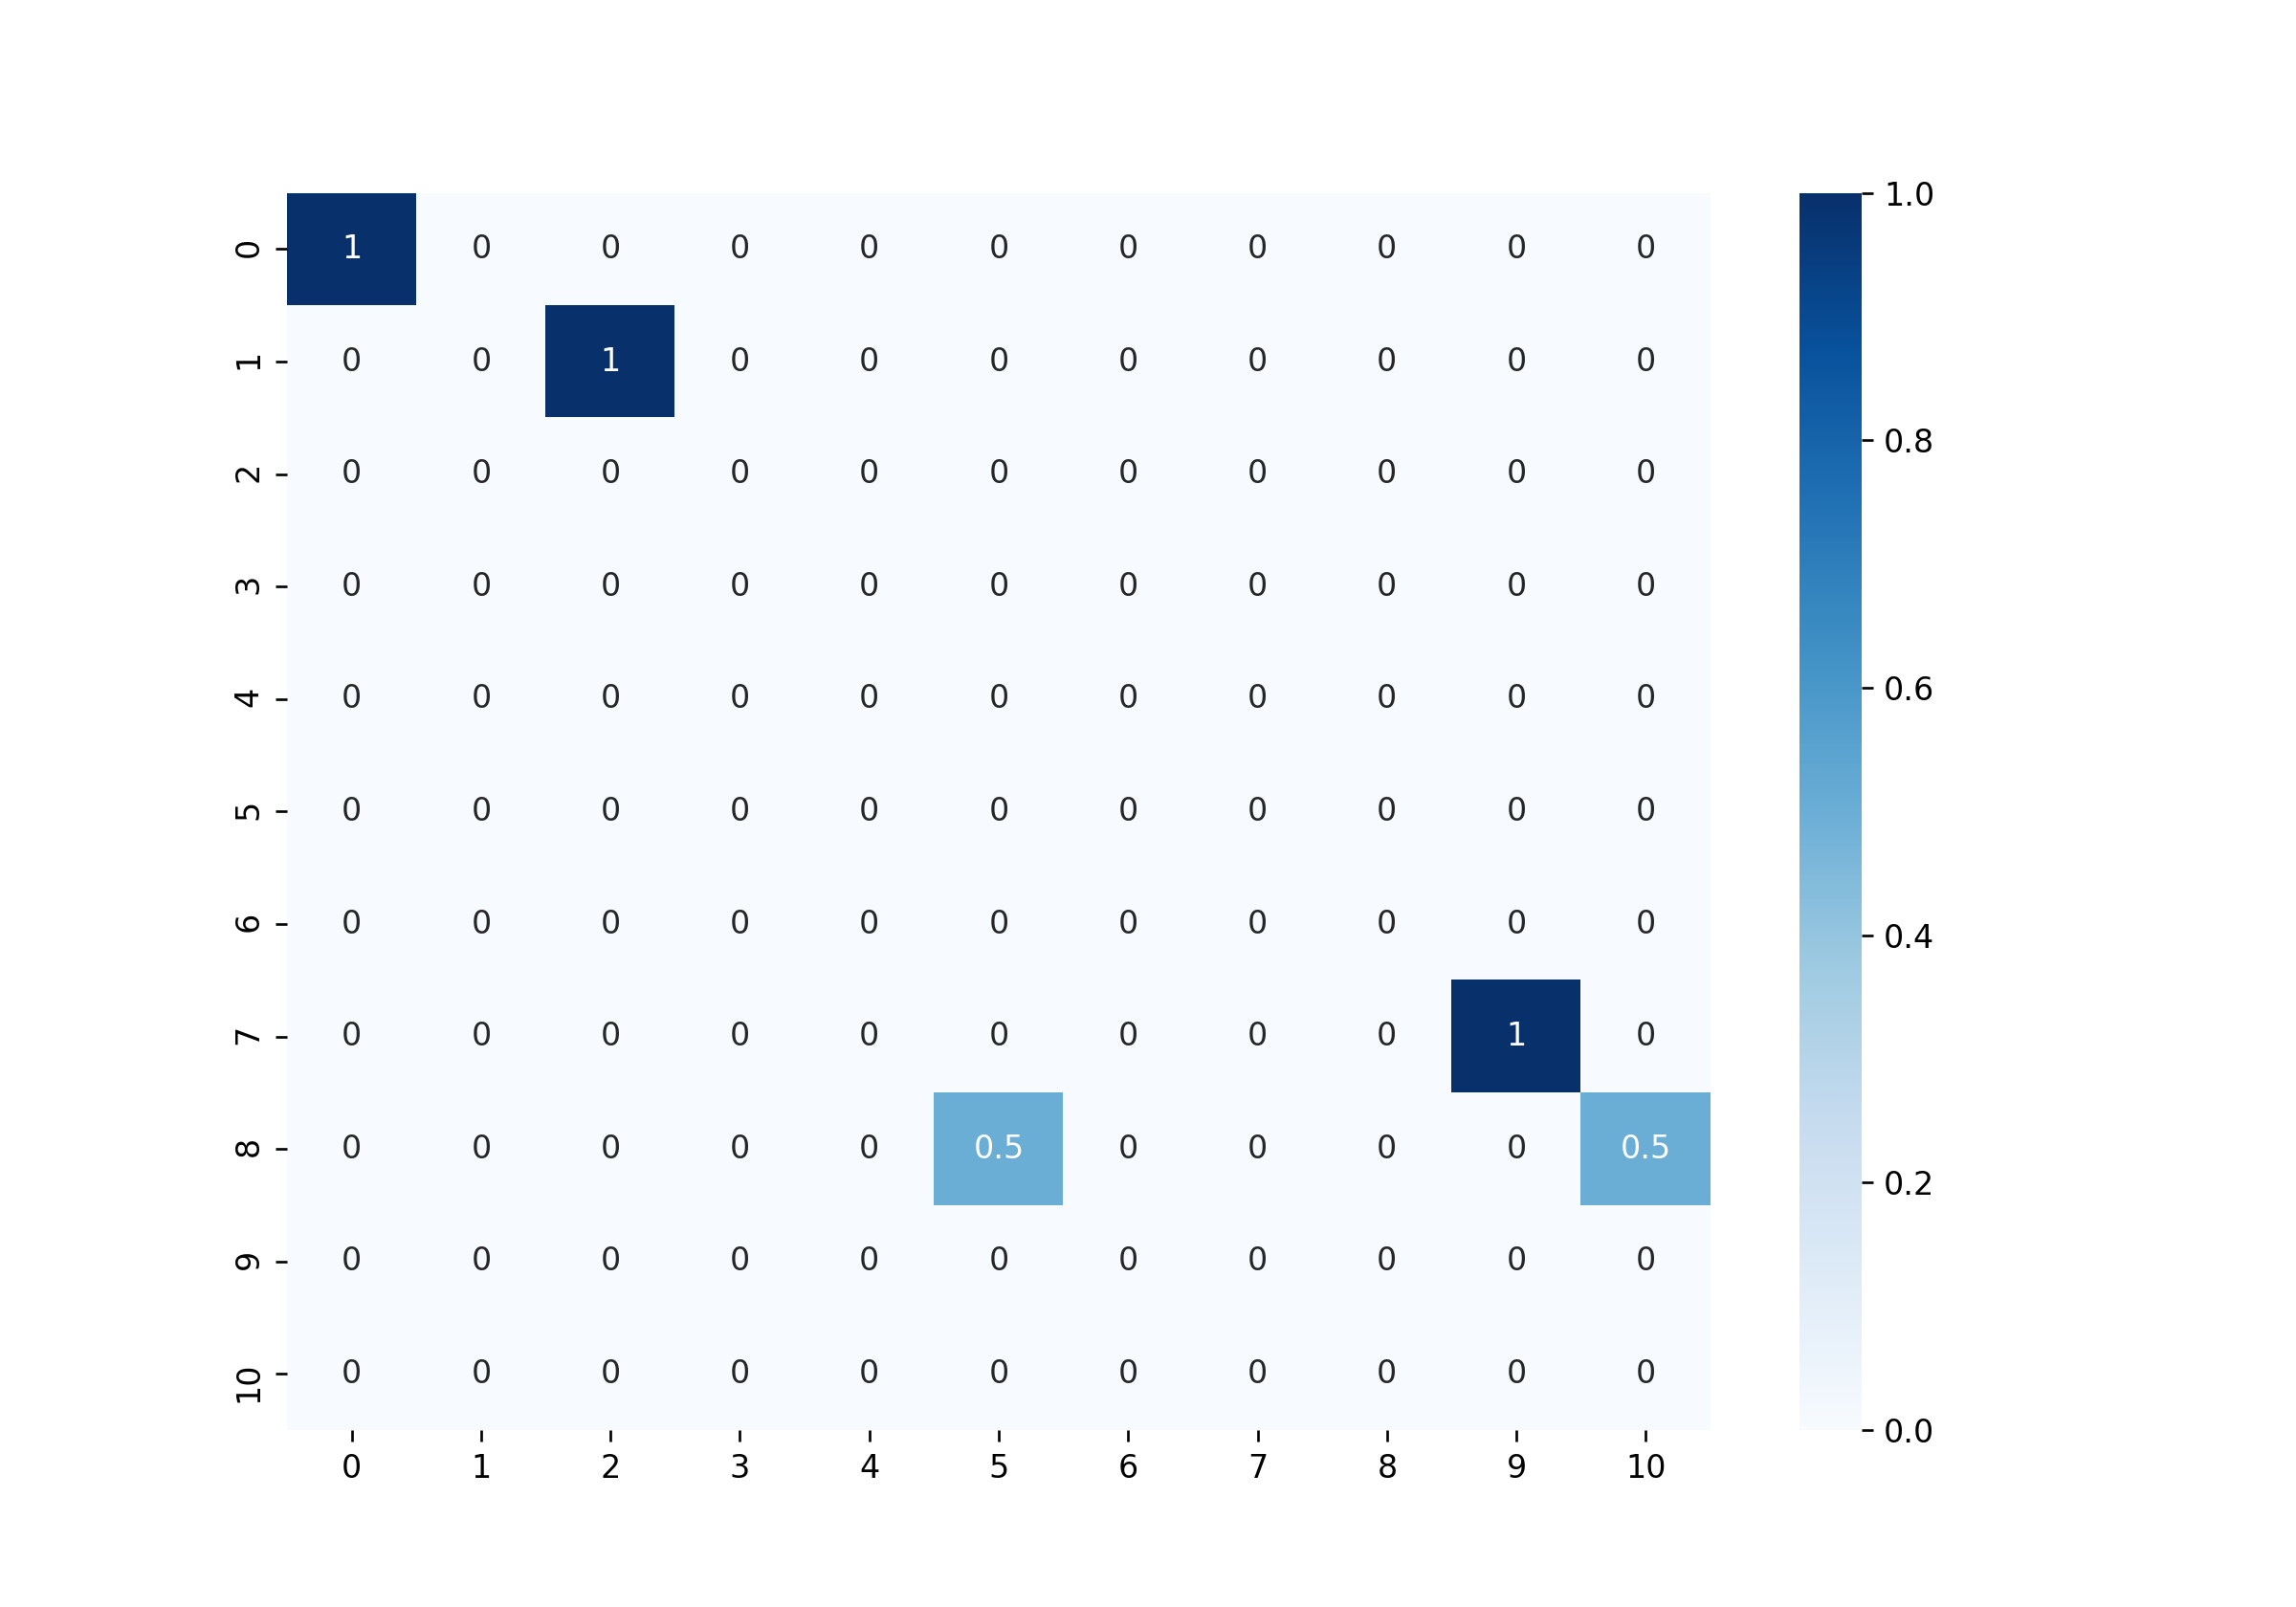 1.0
0 1 0 0 0 0 0 0 0 0 0 0
1 0 0 1 0 0 0 0 0 0 0 0
0.8
2 0 0 0 0 0 0 0 0 0 0 0
3 0 0 0 0 0 0 0 0 0 0 0
0.6
4 0 0 0 0 0 0 0 0 0 0 0
5 0 0 0 0 0 0 0 0 0 0 0
6 0 0 0 0 0 0 0 0 0 0 0
0.4
7 0 0 0 0 0 0 0 0 0 1 0
8 0 0 0 0 0 0.5 0 0 0 0 0.5
0.2
9 0 0 0 0 0 0 0 0 0 0 0
10 0 0 0 0 0 0 0 0 0 0 0
0.0
0 1 2 3 4 5 6 7 8 9 10